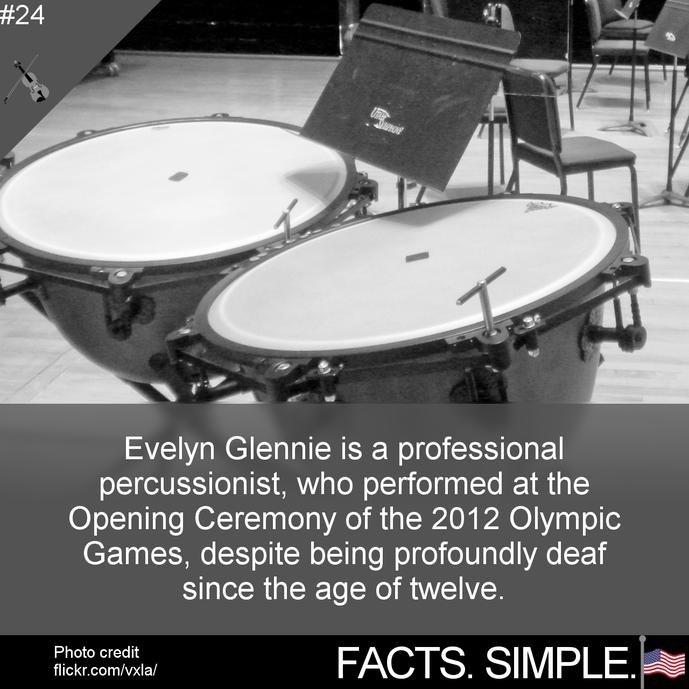 #24
Evelyn Glennie is a professional
percussionist, who performed at the
Opening Ceremony of the 2012 Olympic
Games, despite being profoundly deaf
since the age of twelve.
Photo credit
flickr.com/vxla/
FACTS. SIMPLE.